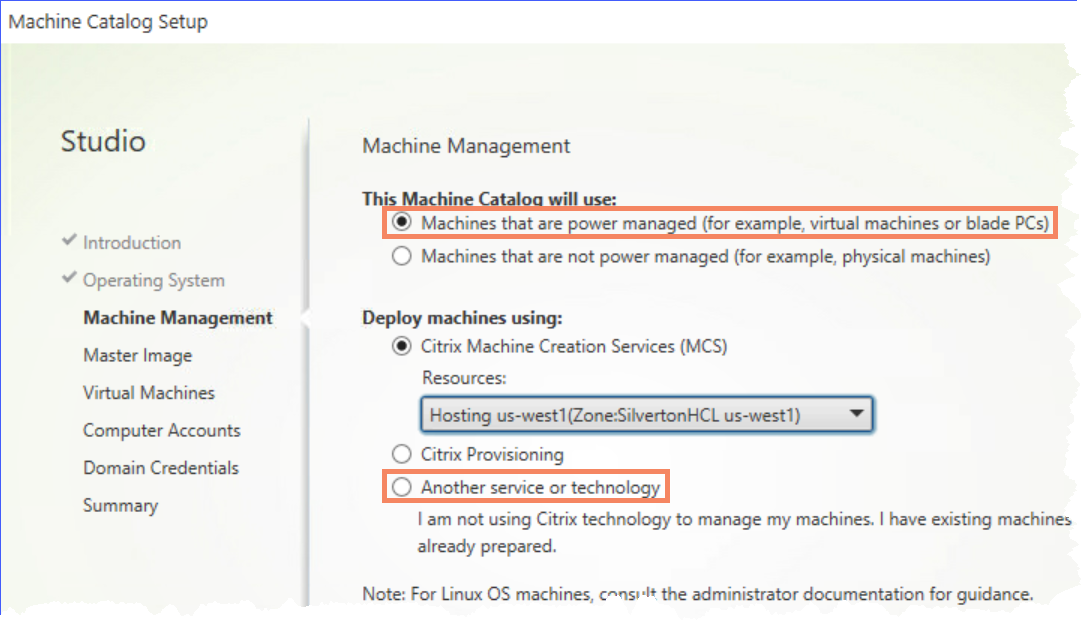 Machine Catalog Setup
Studio
Introduction
Operating System
Machine Management
Master Image
Virtual Machines
Computer Accounts
Domain Credentials
Summary
Machine Management
This Machine Catalog will use:
Machines that are power managed (for example, virtual machines or blade PCs)
Machines that are not power managed (for example, physical machines)
Deploy machines using:
Citrix Machine Creation Services (MCS)
Resources:
Hosting us-west1(Zone:SilvertonHCL us-west1)
Citrix Provisioning
Another service or technology
I am not using Citrix technology to manage my machines. I have existing machines
already prepared.
Note: For Linux OS machines, consult the administrator documentation for guidance.